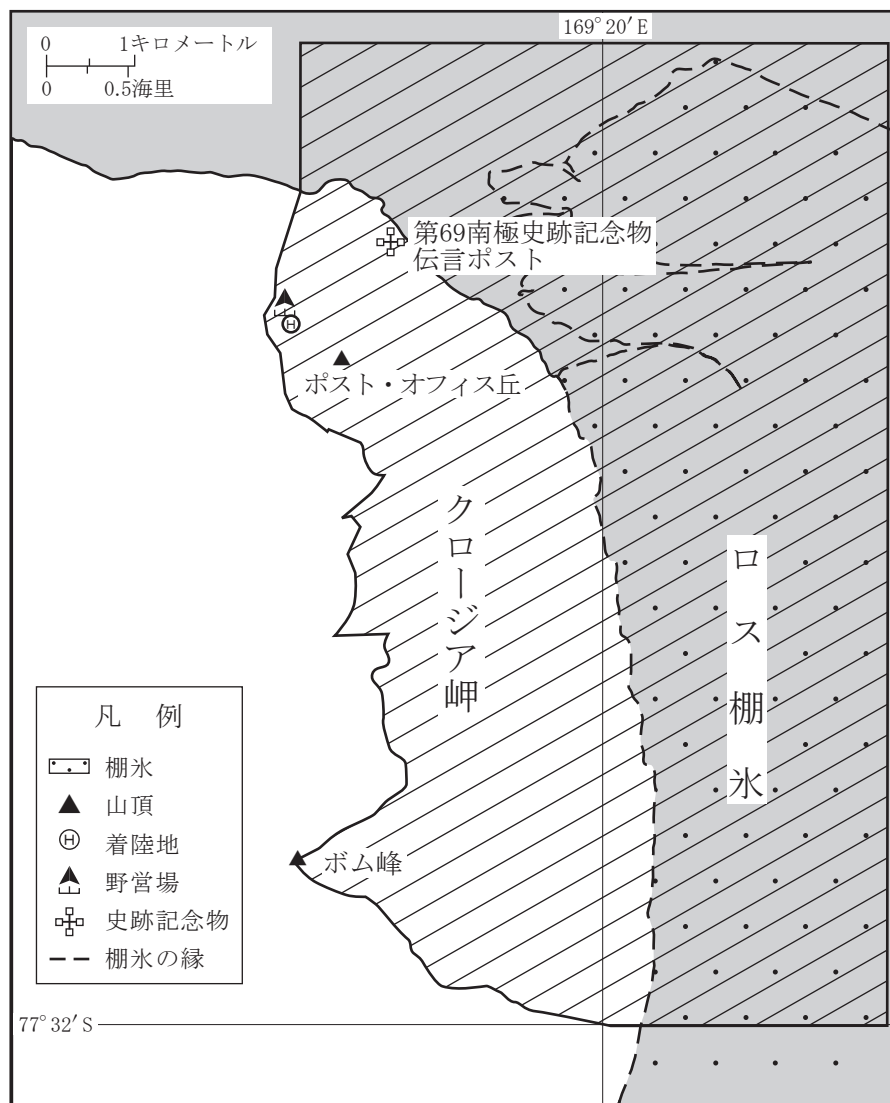 169°20′E
0 1キロメートル
0 0.5海里
第69南極史跡記念物
伝言ポスト
H
ポスト・オフィス丘
クロージア岬
ロス棚氷
凡 例
棚氷
山頂
H 着陸地
野営場
史跡記念物
棚氷の縁
ボム峰
77°32′S